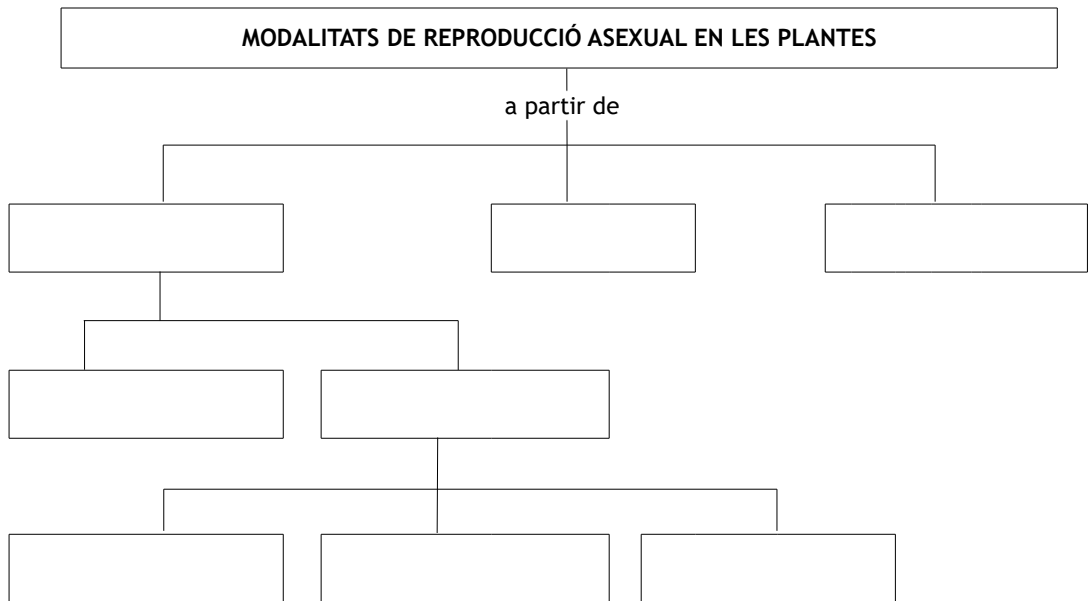 MODALITATS DE REPRODUCCIÓ ASEXUAL EN LES PLANTES
a partir de